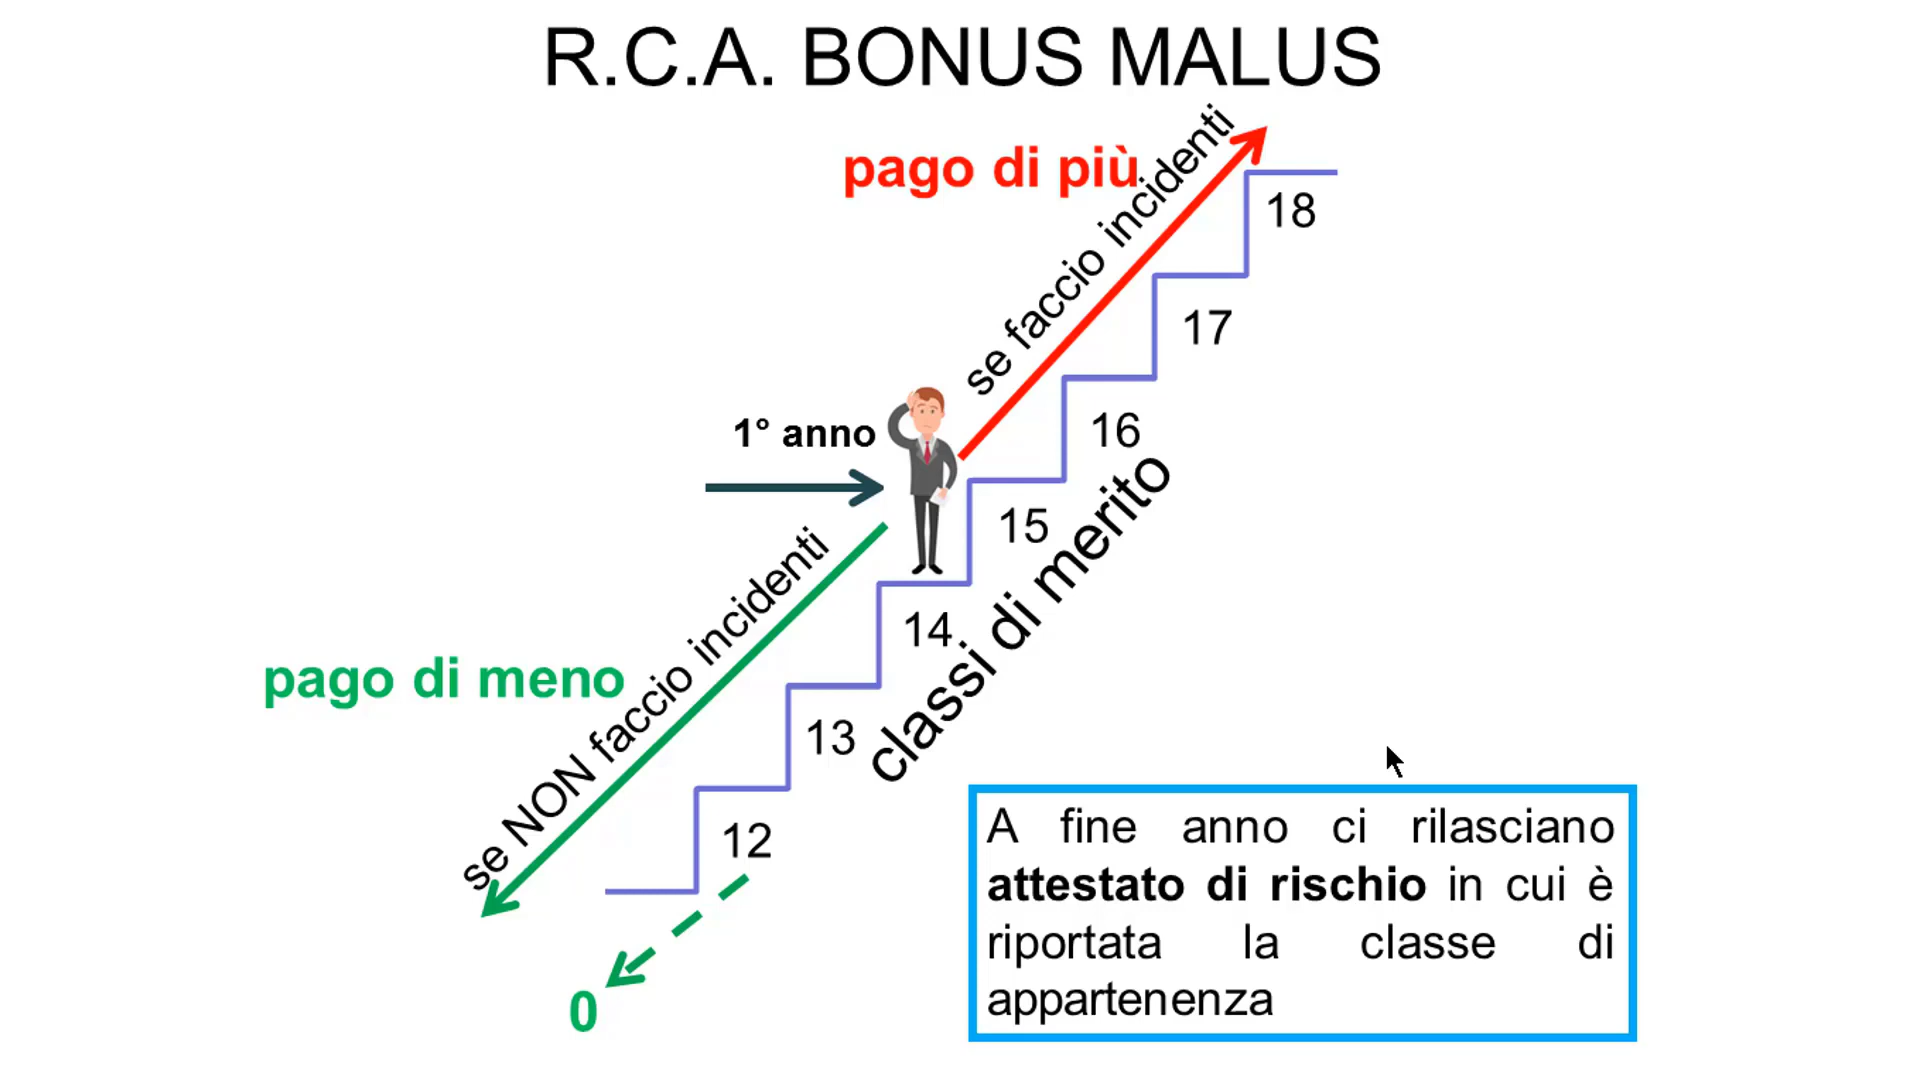 R.C.A. BONUS MALUS
pago di più
se faccio incidenti
18
17
1° anno
16
15
classi di merito
se NON faccio incidenti
14
pago di meno
13
12
0
A fine anno ci rilasciano
attestato di rischio in cui è
riportata la classe di
appartenenza